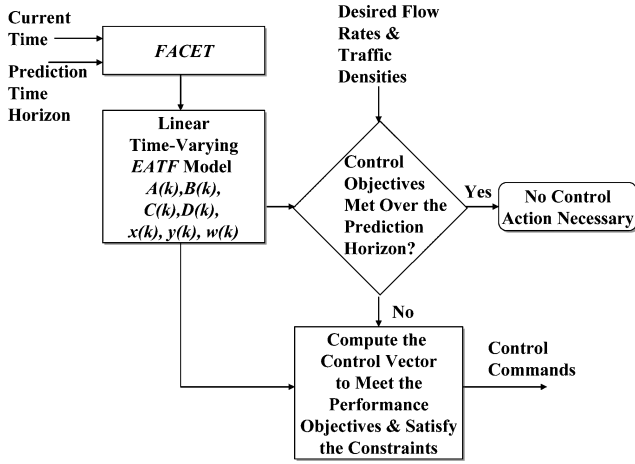 Current
Time
Prediction
Time
Horizon
FACET
Linear
Time-Varying
EATF Model
A(k),B(k),
C(k),D(k),
x(k), y(k), w(k)
Desired Flow
Rates &
Traffic
Densities
Control
Objectives
Met Over the
Prediction
Horizon?
Yes
No Control
Action Necessary
No
Compute the
Control Vector
to Meet the
Performance
Objectives & Satisfy
the Constraints
Control
Commands